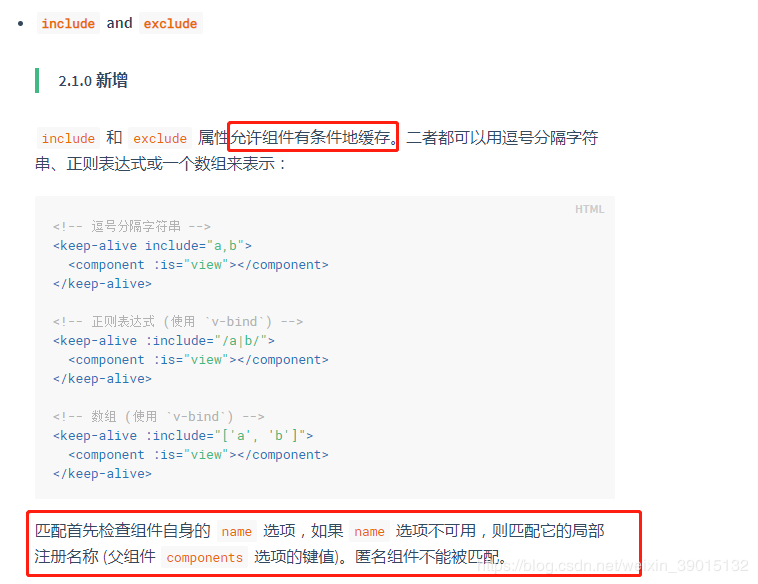 include and exclude
2.1.0 新增
include 和 exclude 属性允许组件有条件地缓存。二者都可以用逗号分隔字符
串、正则表达式或一个数组来表示：
HTML
<!-- 逗号分隔字符串 -->
<keep-alive include="a,b">
<component :is="view"></component>
</keep-alive>
<!-- 正则表达式 (使用 `v-bind`) -->
<keep-alive :include="/a|b/">
<component :is="view"></component>
</keep-alive>
<!-- 数组 (使用 `v-bind`) -->
<keep-alive :include="['a', 'b']">
<component :is="view"></component>
</keep-alive>
匹配首先检查组件自身的 name 选项，如果 name 选项不可用，则匹配它的局部
注册名称 (父组件 components 选项的键值)。匿名组件不能被匹配。
https://blog.csdn.net/weixin_39015132